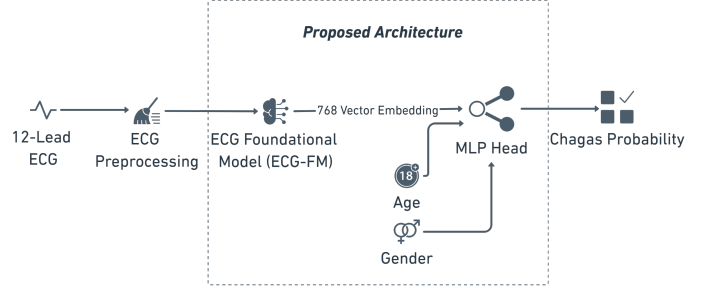 Proposed Architecture
12-Lead
ECG
ECG
Preprocessing
ECG Foundational
Model (ECG-FM)
768 Vector Embedding
MLP Head
Chagas Probability
18+
Age
Gender